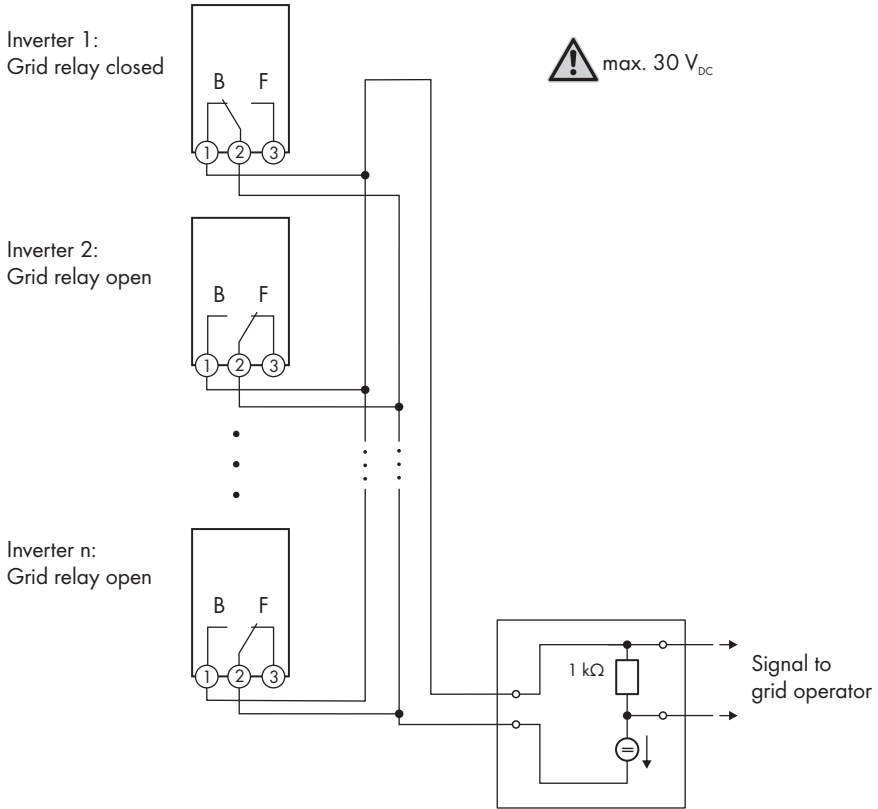 Inverter 1:
Grid relay closed
max. 30 V_DC
B F
1 2 3
Inverter 2:
Grid relay open
B F
1 2 3
Inverter n:
Grid relay open
B F
1 2 3
1 kΩ
Signal to
grid operator